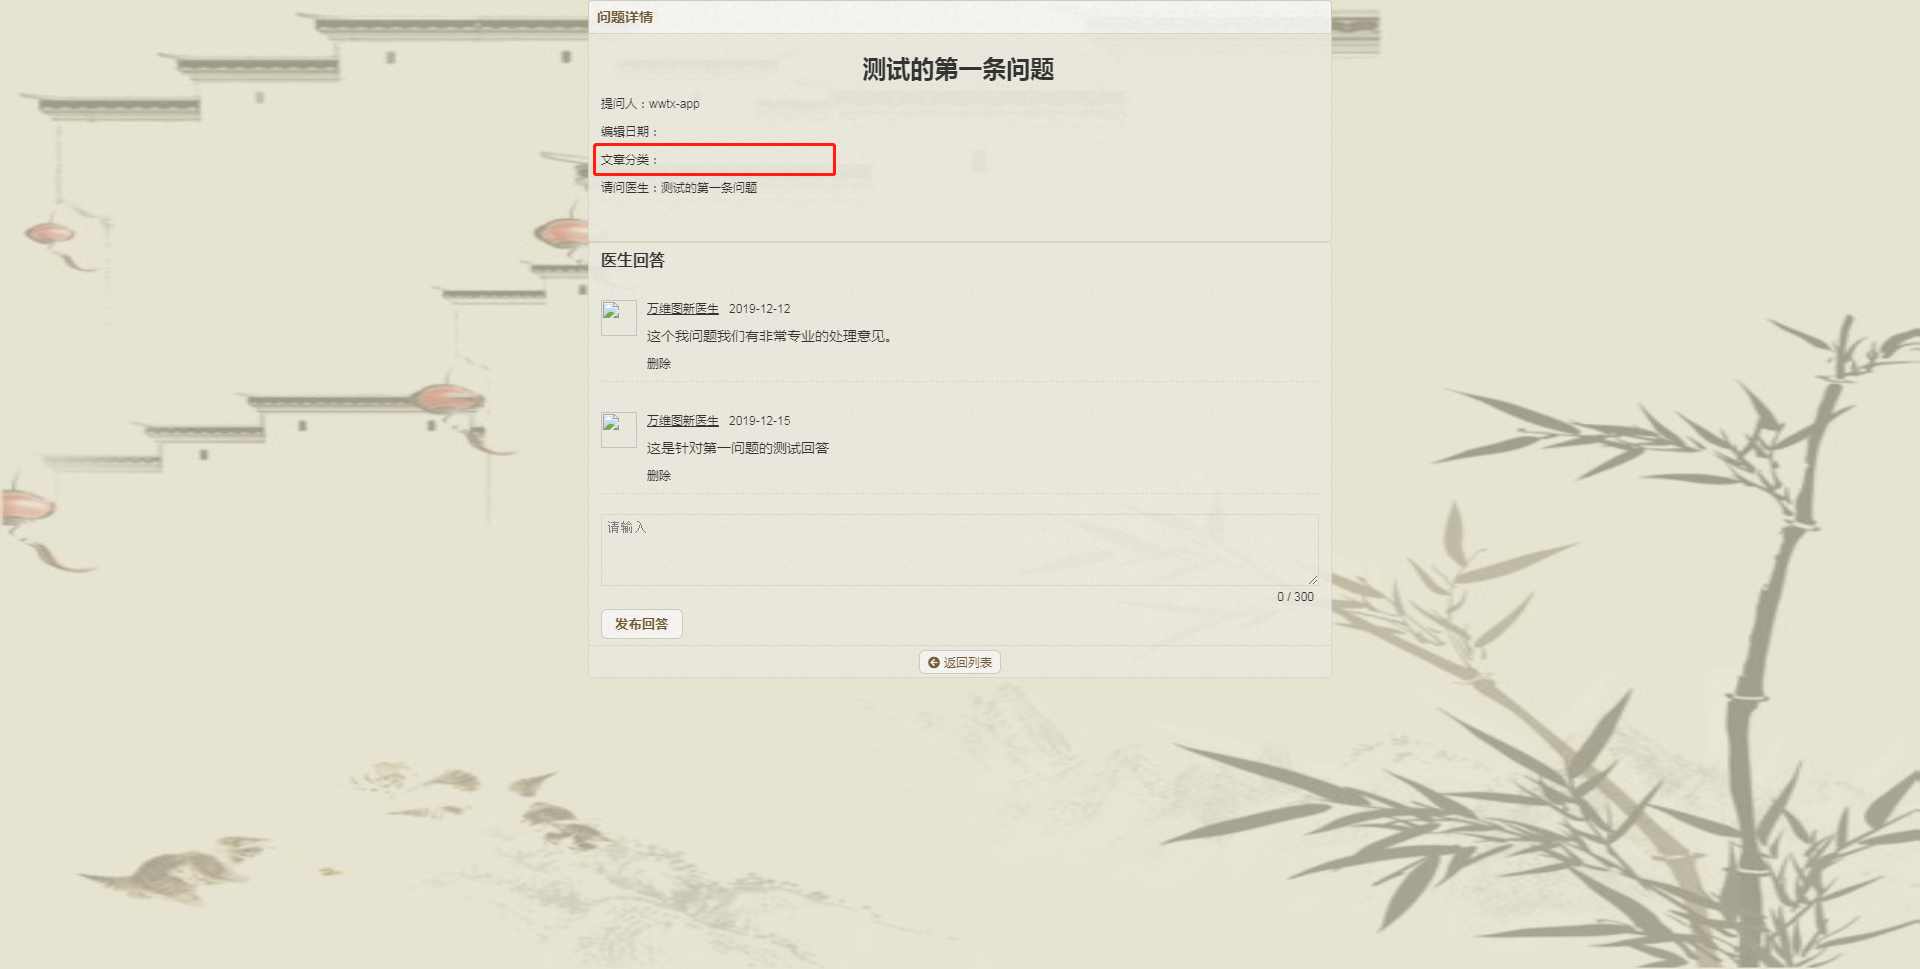 问题详情
测试的第一条问题
提问人：wwtx-app
编辑日期：
文章分类：
请问医生：测试的第一条问题
医生回答
万维图新医生 2019-12-12
这个我问题我们有非常专业的处理意见。
删除
万维图新医生 2019-12-15
这是针对第一问题的测试回答
删除
请输入
0 / 300
发布回答
返回列表